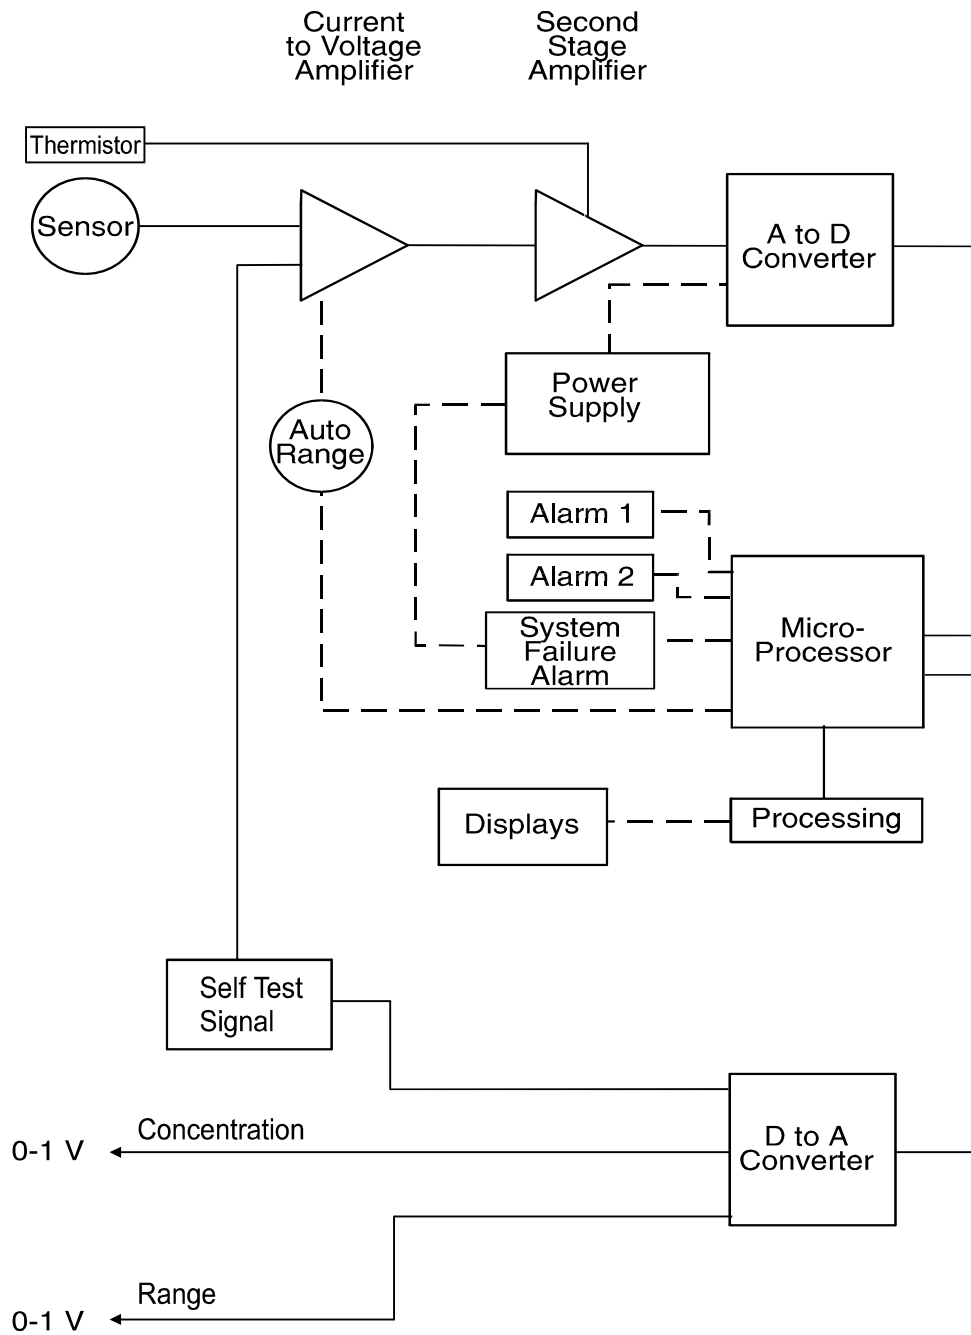 Current
to Voltage
Amplifier
Second
Stage
Amplifier
Thermistor
Sensor
A to D
Converter
Power
Supply
Auto
Range
Alarm 1
Alarm 2
System
Failure
Alarm
Micro-
Processor
Displays
Processing
Self Test
Signal
Concentration
0-1 V
D to A
Converter
Range
0-1 V